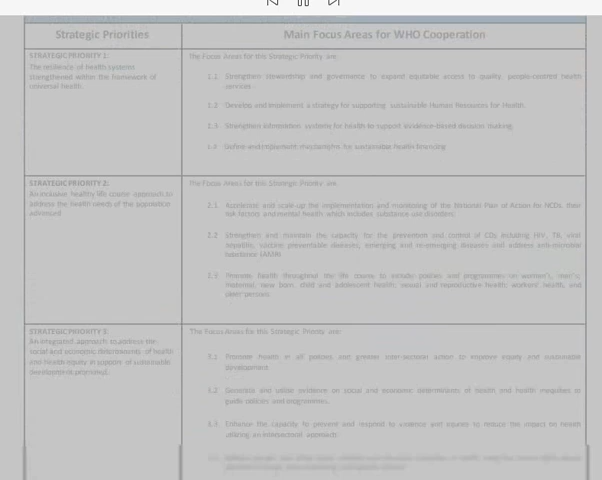 Strategic Priorities
Main Focus Areas for WHO Cooperation
STRATEGIC PRIORITY 1:
The resilience of health systems
strengthened within the framework of
universal health
The Focus Areas for this Strategic Priority are:
1.1 Strengthen stewardship and governance to expand equitable access to quality, people-centred health
services
1.2 Develop and implement a strategy for supporting sustainable Human Resources for Health
1.3 Strengthen information systems for health to support evidence-based decision making
1.4 Define and implement mechanisms for sustainable health financing
STRATEGIC PRIORITY 2:
An inclusive healthy life course approach to
address the health needs of the population
advanced
The Focus Areas for this Strategic Priority are:
2.1 Accelerate and scale-up the implementation and monitoring of the National Plan of Action for NCDs, their
risk factors and mental health which includes substance-use disorders
2.2 Strengthen and maintain the capacity for the prevention and control of CDs including HIV, TB, viral
hepatitis, vaccine preventable diseases, emerging and re-emerging diseases and address anti-microbial
resistance (AMR)
2.3 Promote health throughout the life course to include policies and programmes on women's, men's,
maternal, new born, child and adolescent health, sexual and reproductive health, workers' health, and
older persons
STRATEGIC PRIORITY 3:
An integrated approach to address the
social and economic determinants of health
and health equity in support of sustainable
development promoted.
The Focus Areas for this Strategic Priority are:
3.1 Promote health in all policies and greater inter-sectoral action to improve equity and sustainable
development
3.2 Generate and utilise evidence on social and economic determinants of health and health inequities to
guide policies and programmes.
3.3 Enhance the capacity to prevent and respond to violence and injuries to reduce the impact on health
utilizing an intersectoral approach